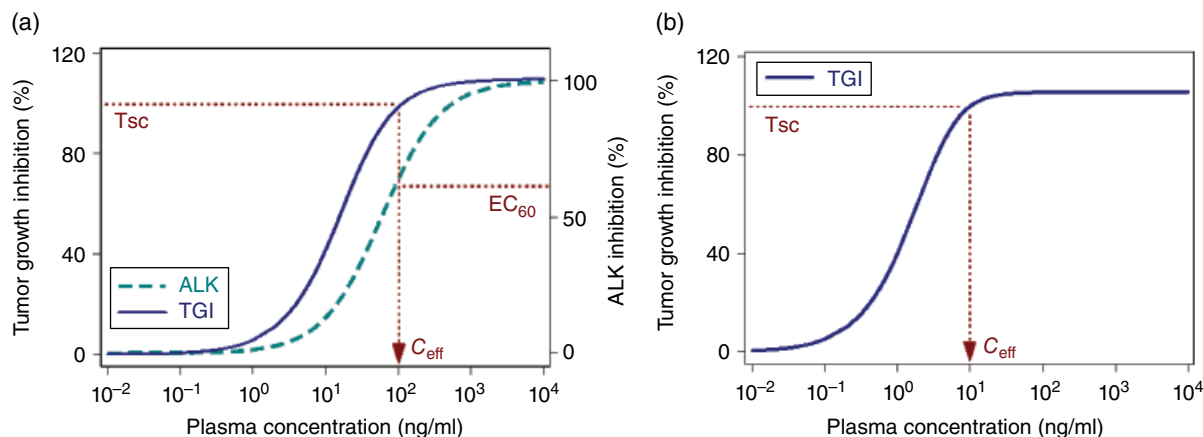 (a)
120
80
40
0
Tumor growth inhibition (%)
Tsc
EC60
Ceff
ALK
TGI
100
50
0
ALK inhibition (%)
10−2
10−1
100
101
102
103
104
Plasma concentration (ng/ml)
(b)
120
80
40
0
Tumor growth inhibition (%)
TGI
Tsc
Ceff
10−2
10−1
100
101
102
103
104
Plasma concentration (ng/ml)